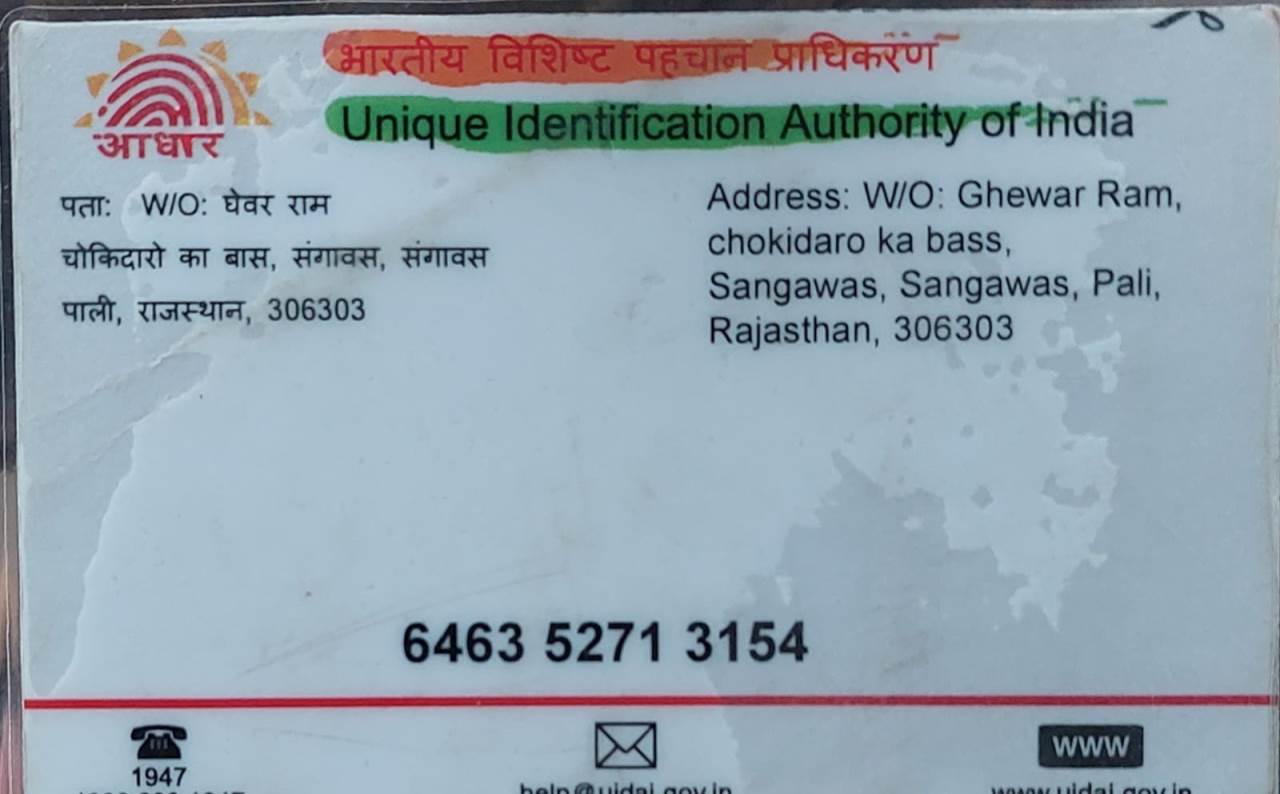 आधार
भारतीय विशिष्ट पहचान प्राधिकरण
Unique Identification Authority of India
पता: W/O: घेवर राम
चोकिदारो का बास, संगावस, संगावस
पाली, राजस्थान, 306303
Address: W/O: Ghewar Ram,
chokidaro ka bass,
Sangawas, Sangawas, Pali,
Rajasthan, 306303
6463 5271 3154
1947
help@uidai.gov.in
WWW
www.uidai.gov.in